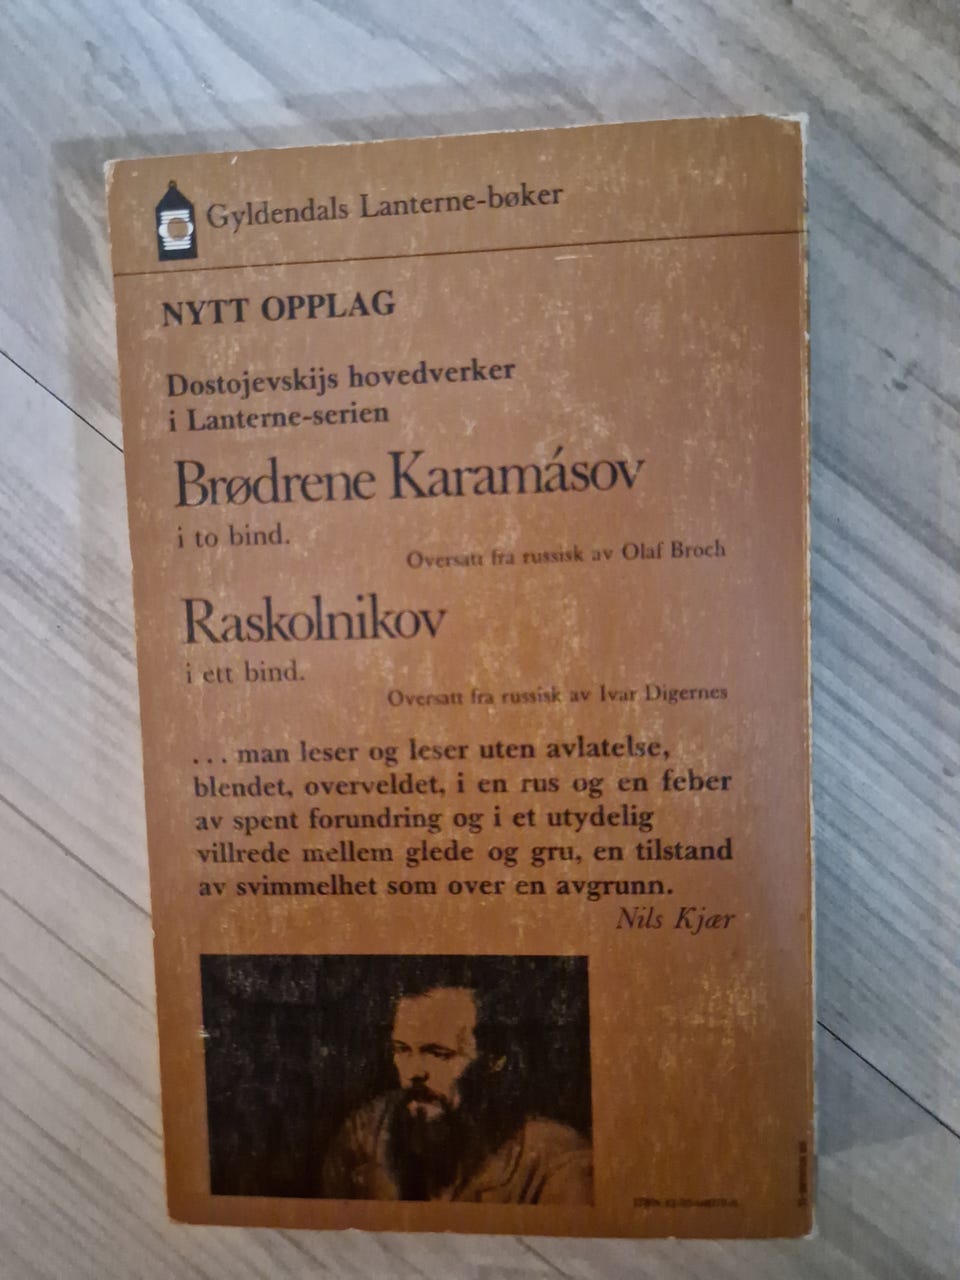 Gyldendals Lanterne-bøker
NYTT OPPLAG
Dostojevskijs hovedverker
i Lanterne-serien
Brødrene Karamásov
i to bind.
Oversatt fra russisk av Olaf Broch
Raskolnikov
i ett bind.
Oversatt fra russisk av Ivar Digernes
... man leser og leser uten avlatelse,
blendet, overveldet, i en rus og en feber
av spent forundring og i et utydelig
villrede mellem glede og gru, en tilstand
av svimmelhet som over en avgrunn.
Nils Kjær
ISBN